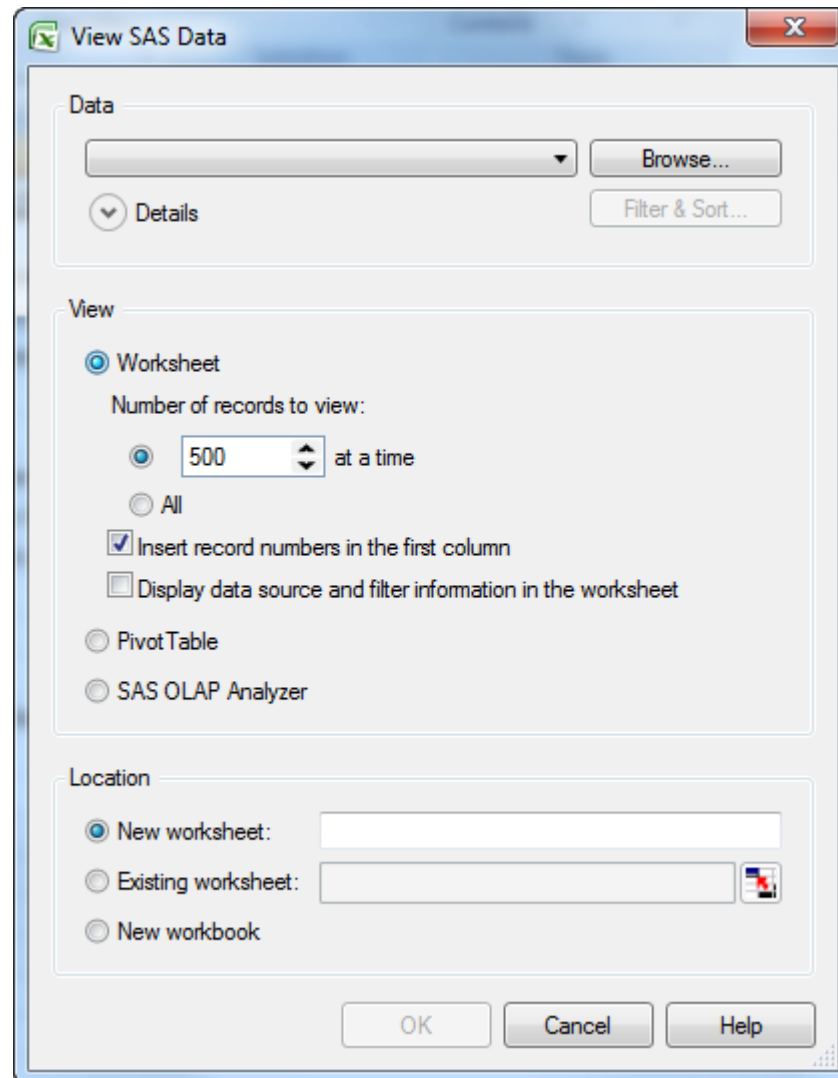 View SAS Data
Data
Browse...
Details
Filter & Sort...
View
Worksheet
Number of records to view:
500 at a time
All
Insert record numbers in the first column
Display data source and filter information in the worksheet
PivotTable
SAS OLAP Analyzer
Location
New worksheet:
Existing worksheet:
New workbook
OK Cancel Help